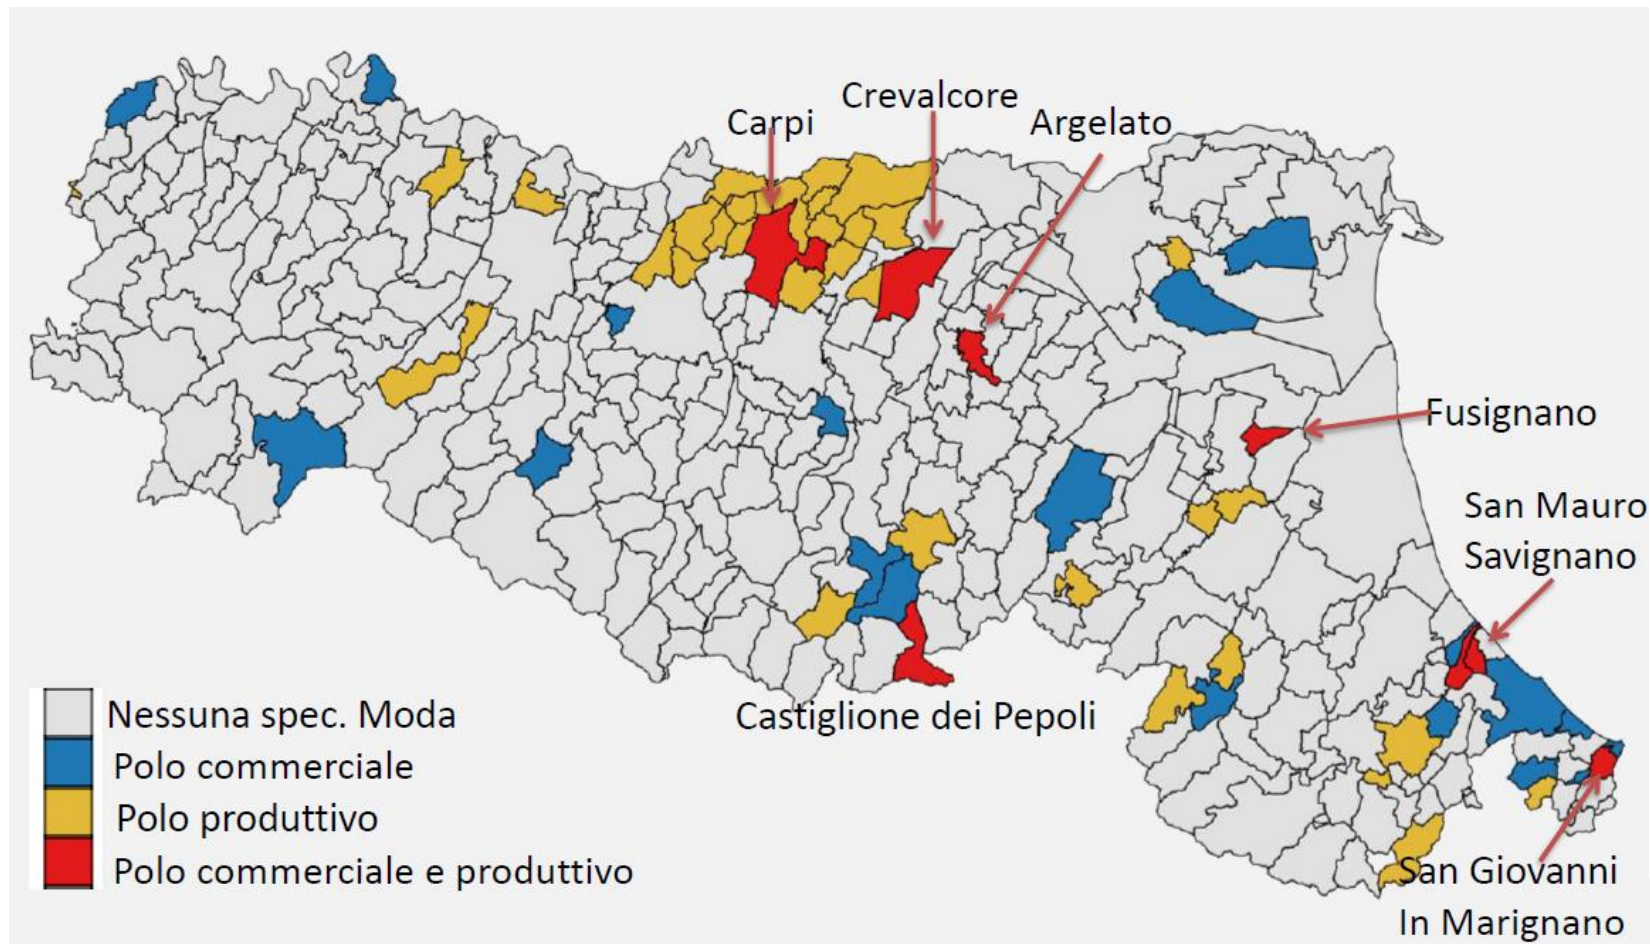 Crevalcore
Carpi
Argelato
Fusignano
San Mauro
Savignano
Castiglione dei Pepoli
Nessuna spec. Moda
Polo commerciale
Polo produttivo
Polo commerciale e produttivo
San Giovanni
In Marignano